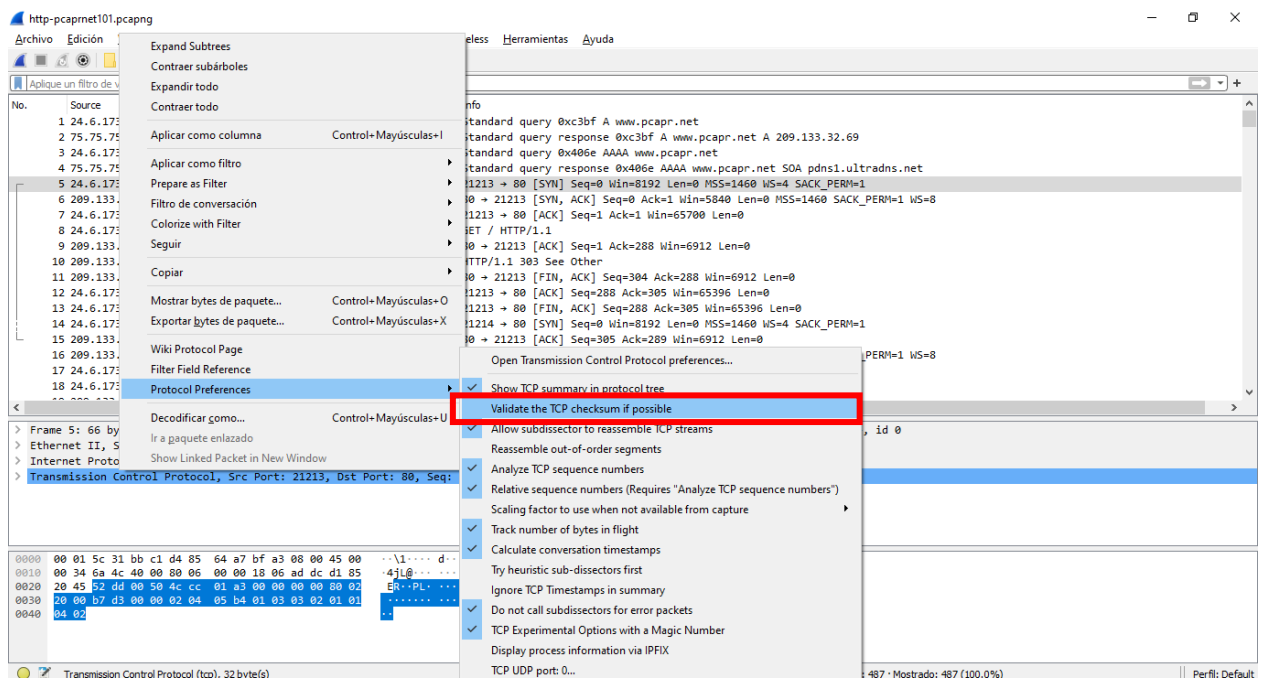 http-pcaprnet101.pcapng
Archivo Edición eless Herramientas Ayuda
Aplique un filtro de v
No. Source nfo
1 24.6.173 Standard query 0xc3bf A www.pcapr.net
2 75.75.75 Standard query response 0xc3bf A www.pcapr.net A 209.133.32.69
3 24.6.173 Standard query 0x406e AAAA www.pcapr.net
4 75.75.75 Standard query response 0x406e AAAA www.pcapr.net SOA pdns1.ultradns.net
5 24.6.173 21213 → 80 [SYN] Seq=0 Win=8192 Len=0 MSS=1460 WS=4 SACK_PERM=1
6 209.133. 80 → 21213 [SYN, ACK] Seq=0 Ack=1 Win=5840 Len=0 MSS=1460 SACK_PERM=1 WS=8
7 24.6.173 21213 → 80 [ACK] Seq=1 Ack=1 Win=65700 Len=0
8 24.6.173 GET / HTTP/1.1
9 209.133. 80 → 21213 [ACK] Seq=1 Ack=288 Win=6912 Len=0
10 209.133. HTTP/1.1 303 See Other
11 209.133. 80 → 21213 [FIN, ACK] Seq=304 Ack=288 Win=6912 Len=0
12 24.6.173 21213 → 80 [ACK] Seq=288 Ack=305 Win=65396 Len=0
13 24.6.173 21213 → 80 [FIN, ACK] Seq=288 Ack=305 Win=65396 Len=0
14 24.6.173 21214 → 80 [SYN] Seq=0 Win=8192 Len=0 MSS=1460 WS=4 SACK_PERM=1
15 209.133. 80 → 21213 [ACK] Seq=305 Ack=289 Win=6912 Len=0
16 209.133. _PERM=1 WS=8
17 24.6.173
18 24.6.173
Expand Subtrees
Contraer subárboles
Expandir todo
Contraer todo
Aplicar como columna Control+Mayúsculas+I
Aplicar como filtro
Prepare as Filter
Filtro de conversación
Colorize with Filter
Seguir
Copiar
Mostrar bytes de paquete... Control+Mayúsculas+O
Exportar bytes de paquete... Control+Mayúsculas+X
Wiki Protocol Page
Filter Field Reference
Protocol Preferences
Decodificar como... Control+Mayúsculas+U
Ir a paquete enlazado
Show Linked Packet in New Window
Open Transmission Control Protocol preferences...
Show TCP summary in protocol tree
Validate the TCP checksum if possible
Allow subdissector to reassemble TCP streams
Reassemble out-of-order segments
Analyze TCP sequence numbers
Relative sequence numbers (Requires "Analyze TCP sequence numbers")
Scaling factor to use when not available from capture
Track number of bytes in flight
Calculate conversation timestamps
Try heuristic sub-dissectors first
Ignore TCP Timestamps in summary
Do not call subdissectors for error packets
TCP Experimental Options with a Magic Number
Display process information via IPFIX
TCP UDP port: 0...
Frame 5: 66 by , id 0
Ethernet II, S
Internet Proto
Transmission Control Protocol, Src Port: 21213, Dst Port: 80, Seq:
0000 00 01 5c 31 bb c1 d4 85 64 a7 bf a3 08 00 45 00 ··\1···· d··
0010 00 34 6a 4c 40 00 80 06 00 00 18 06 ad dc d1 85 ·4jL@··· ···
0020 20 45 52 dd 00 50 4c cc 01 a3 00 00 00 00 80 02 ER··PL· ···
0030 20 00 b7 d3 00 00 02 04 05 b4 01 03 03 02 01 01 ······· ···
0040 04 02 ··
Transmission Control Protocol (tcp), 32 byte(s) : 487 · Mostrado: 487 (100.0%) Perfil: Default